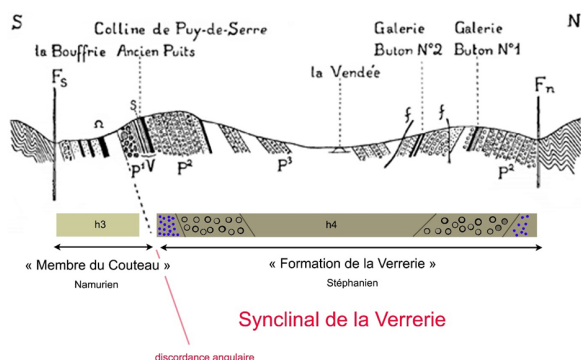 S
N
Colline de Puy-de-Serre
Galerie
Galerie
la Bouffrie
Ancien Puits
Buton N°2
Buton N°1
la Vendée
Fs
Fn
Ω
S
f
f
P¹
V
P²
P³
P²
h3
h4
« Membre du Couteau »
« Formation de la Verrerie »
Namurien
Stéphanien
Synclinal de la Verrerie
discordance angulaire